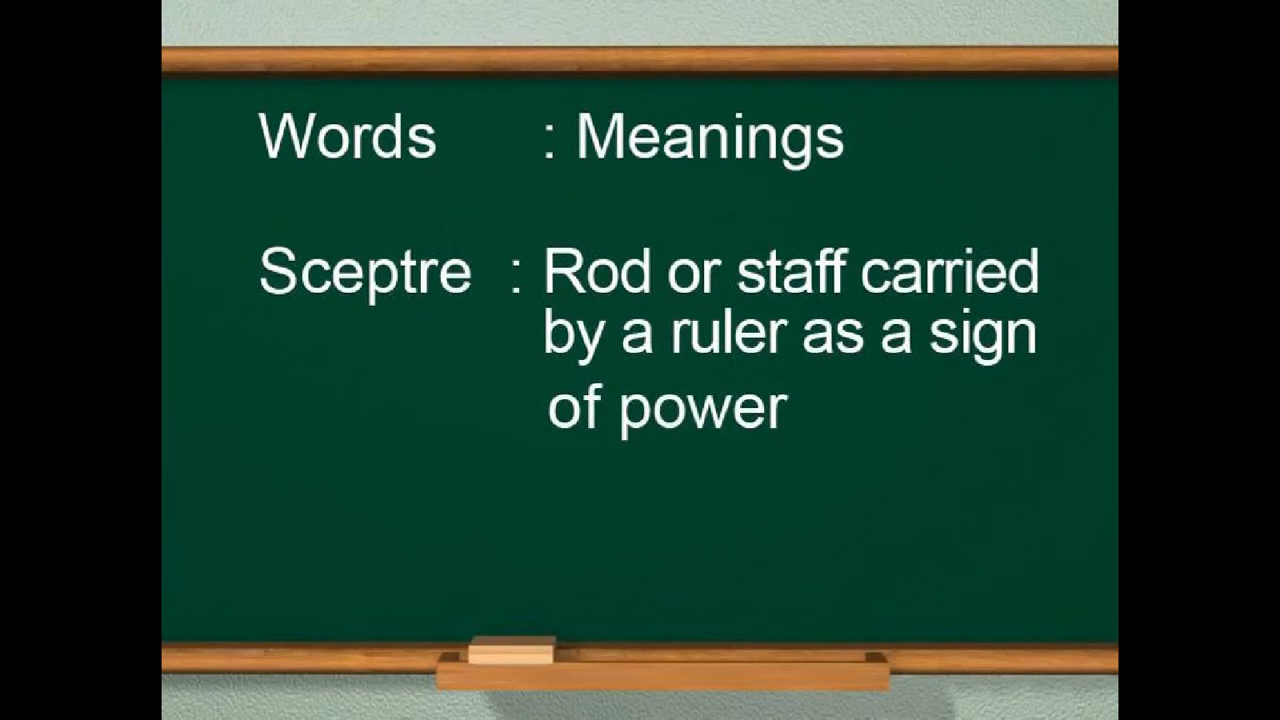 Words : Meanings
Sceptre : Rod or staff carried
by a ruler as a sign
of power